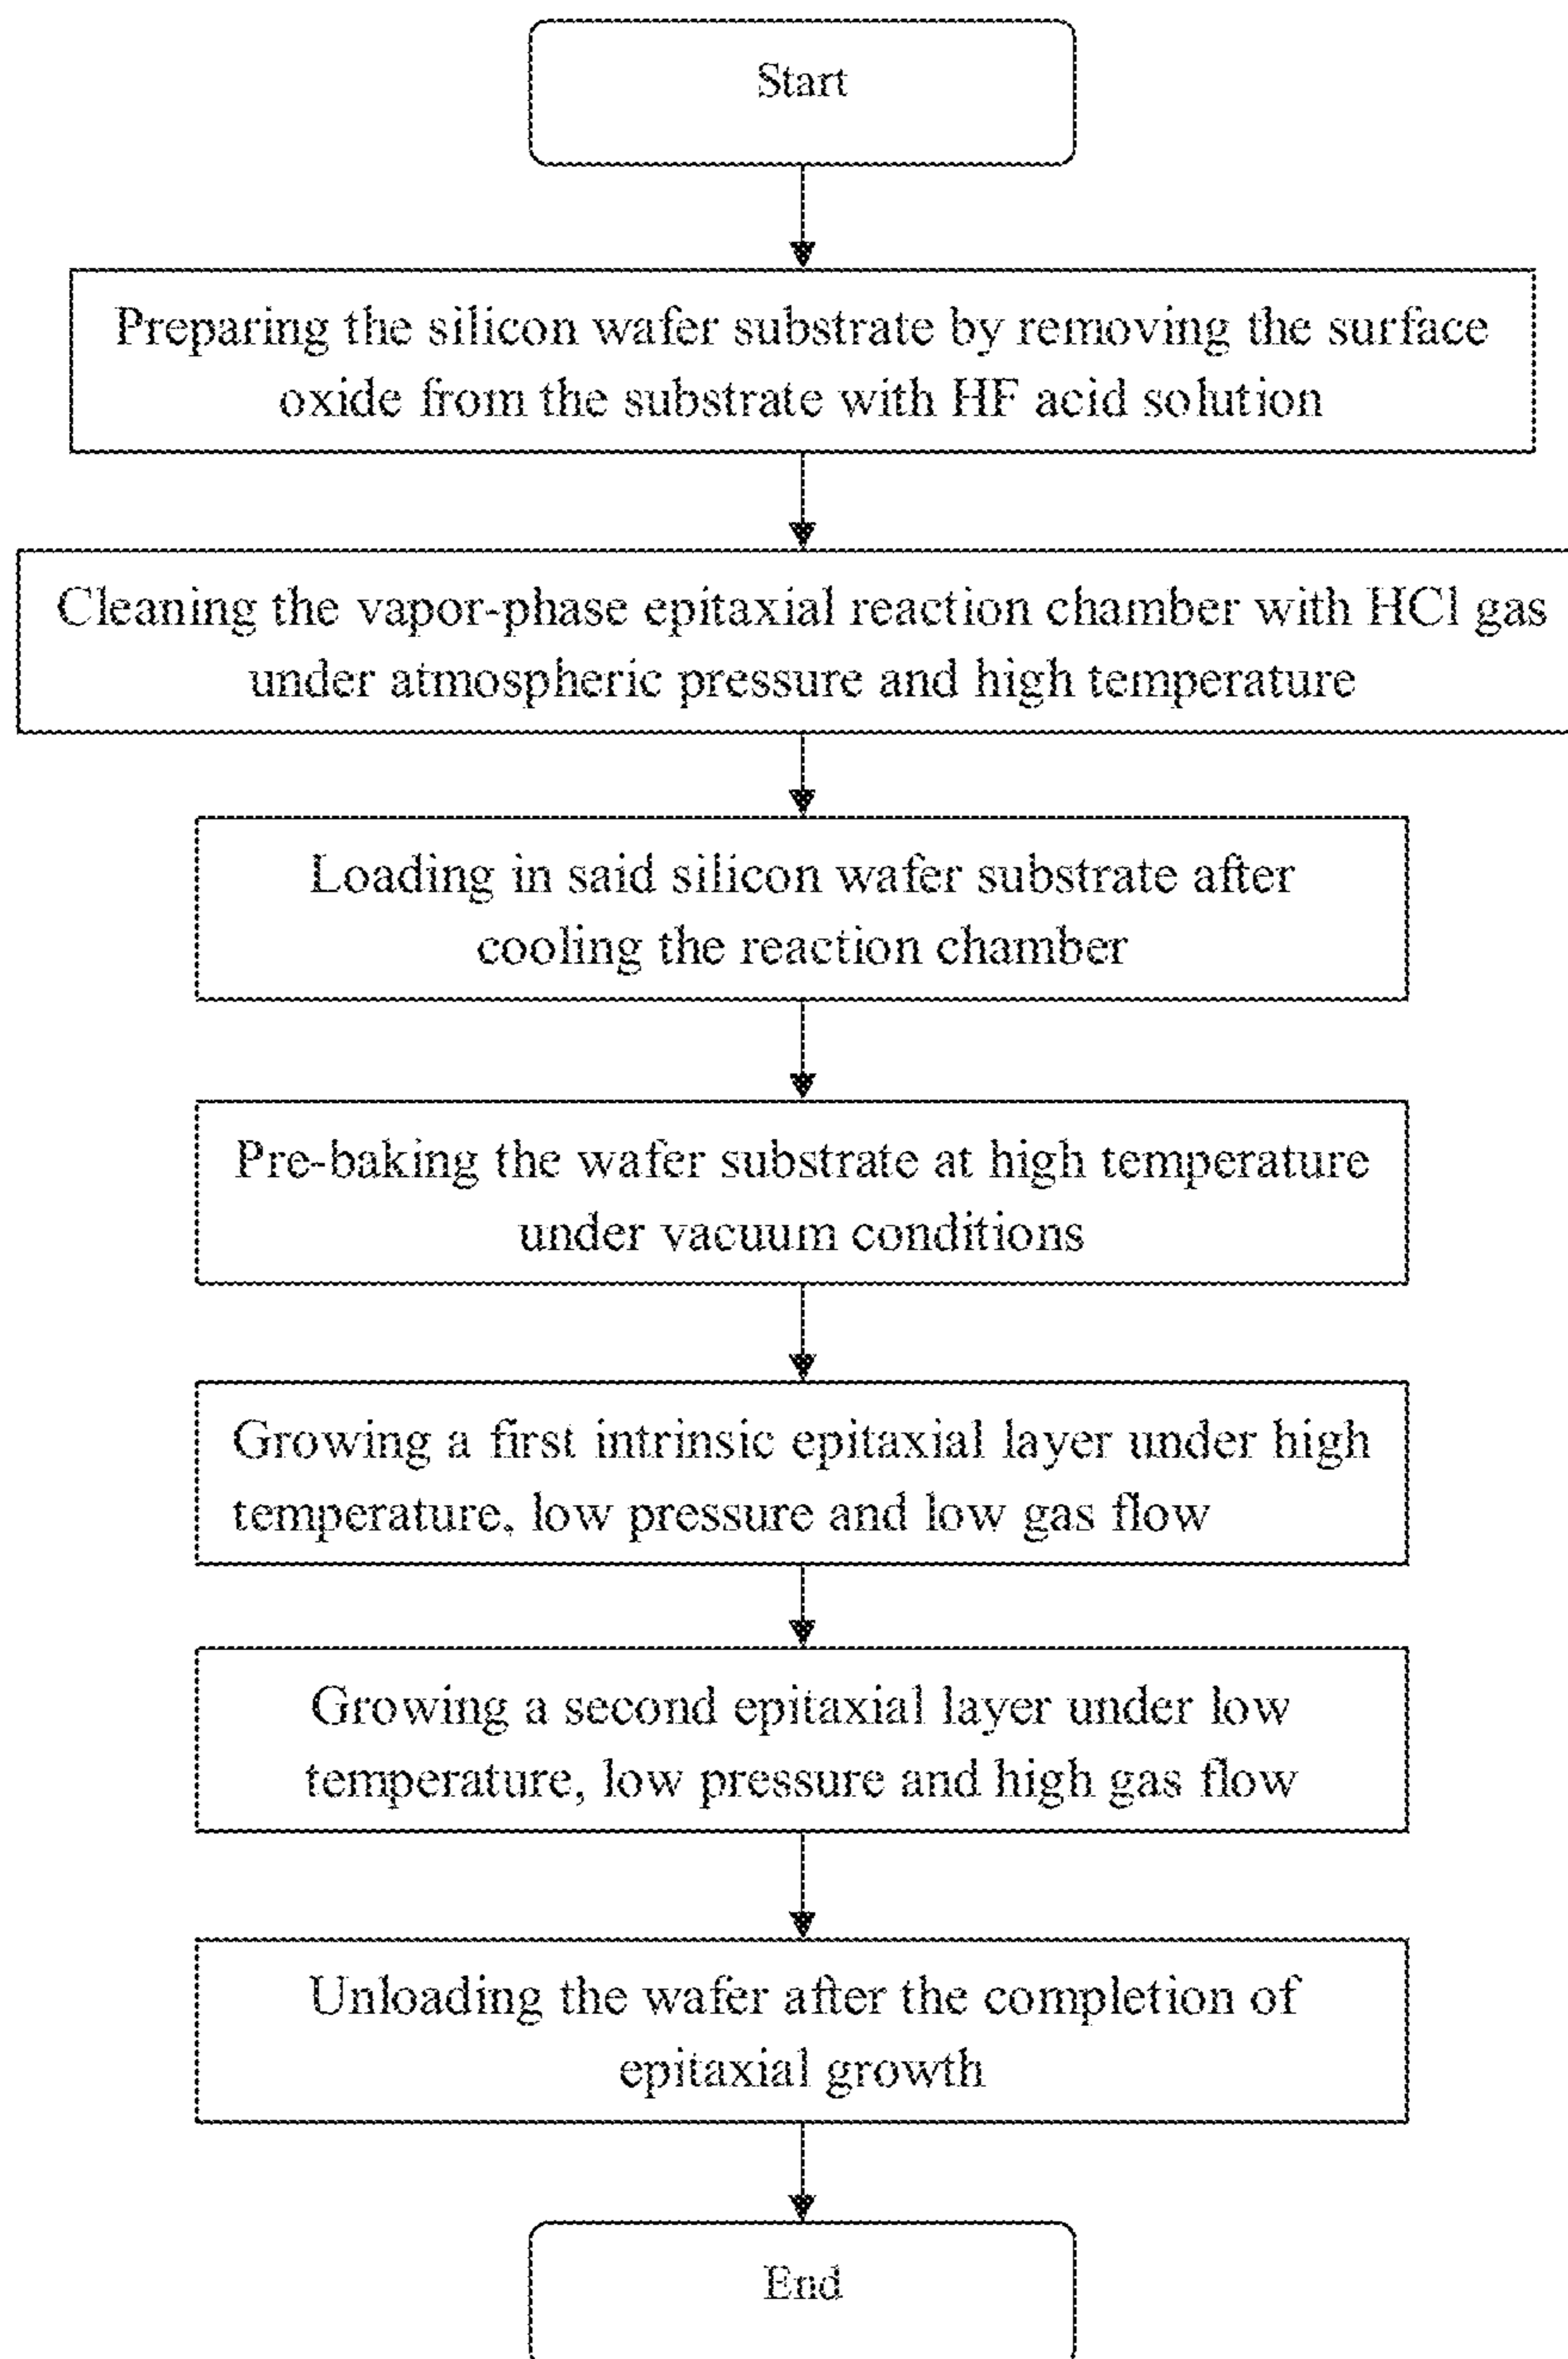 Start
Preparing the silicon wafer substrate by removing the surface
oxide from the substrate with HF acid solution
Cleaning the vapor-phase epitaxial reaction chamber with HCl gas
under atmospheric pressure and high temperature
Loading in said silicon wafer substrate after
cooling the reaction chamber
Pre-baking the wafer substrate at high temperature
under vacuum conditions
Growing a first intrinsic epitaxial layer under high
temperature, low pressure and low gas flow
Growing a second epitaxial layer under low
temperature, low pressure and high gas flow
Unloading the wafer after the completion of
epitaxial growth
End